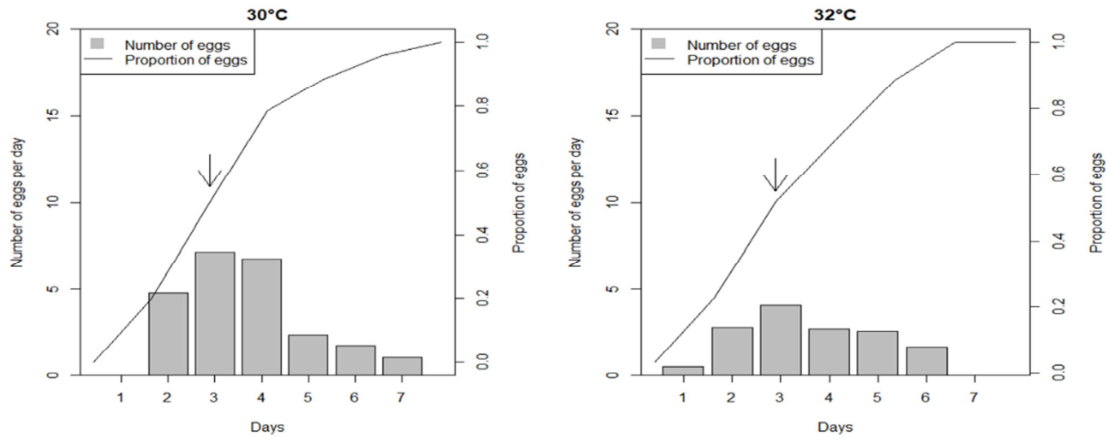 30°C
Number of eggs
Proportion of eggs
Number of eggs per day
20
15
10
5
0
1.0
0.8
0.6
0.4
0.2
0.0
Proportion of eggs
1 2 3 4 5 6 7
Days
32°C
Number of eggs
Proportion of eggs
Number of eggs per day
20
15
10
5
0
1.0
0.8
0.6
0.4
0.2
0.0
Proportion of eggs
1 2 3 4 5 6 7
Days